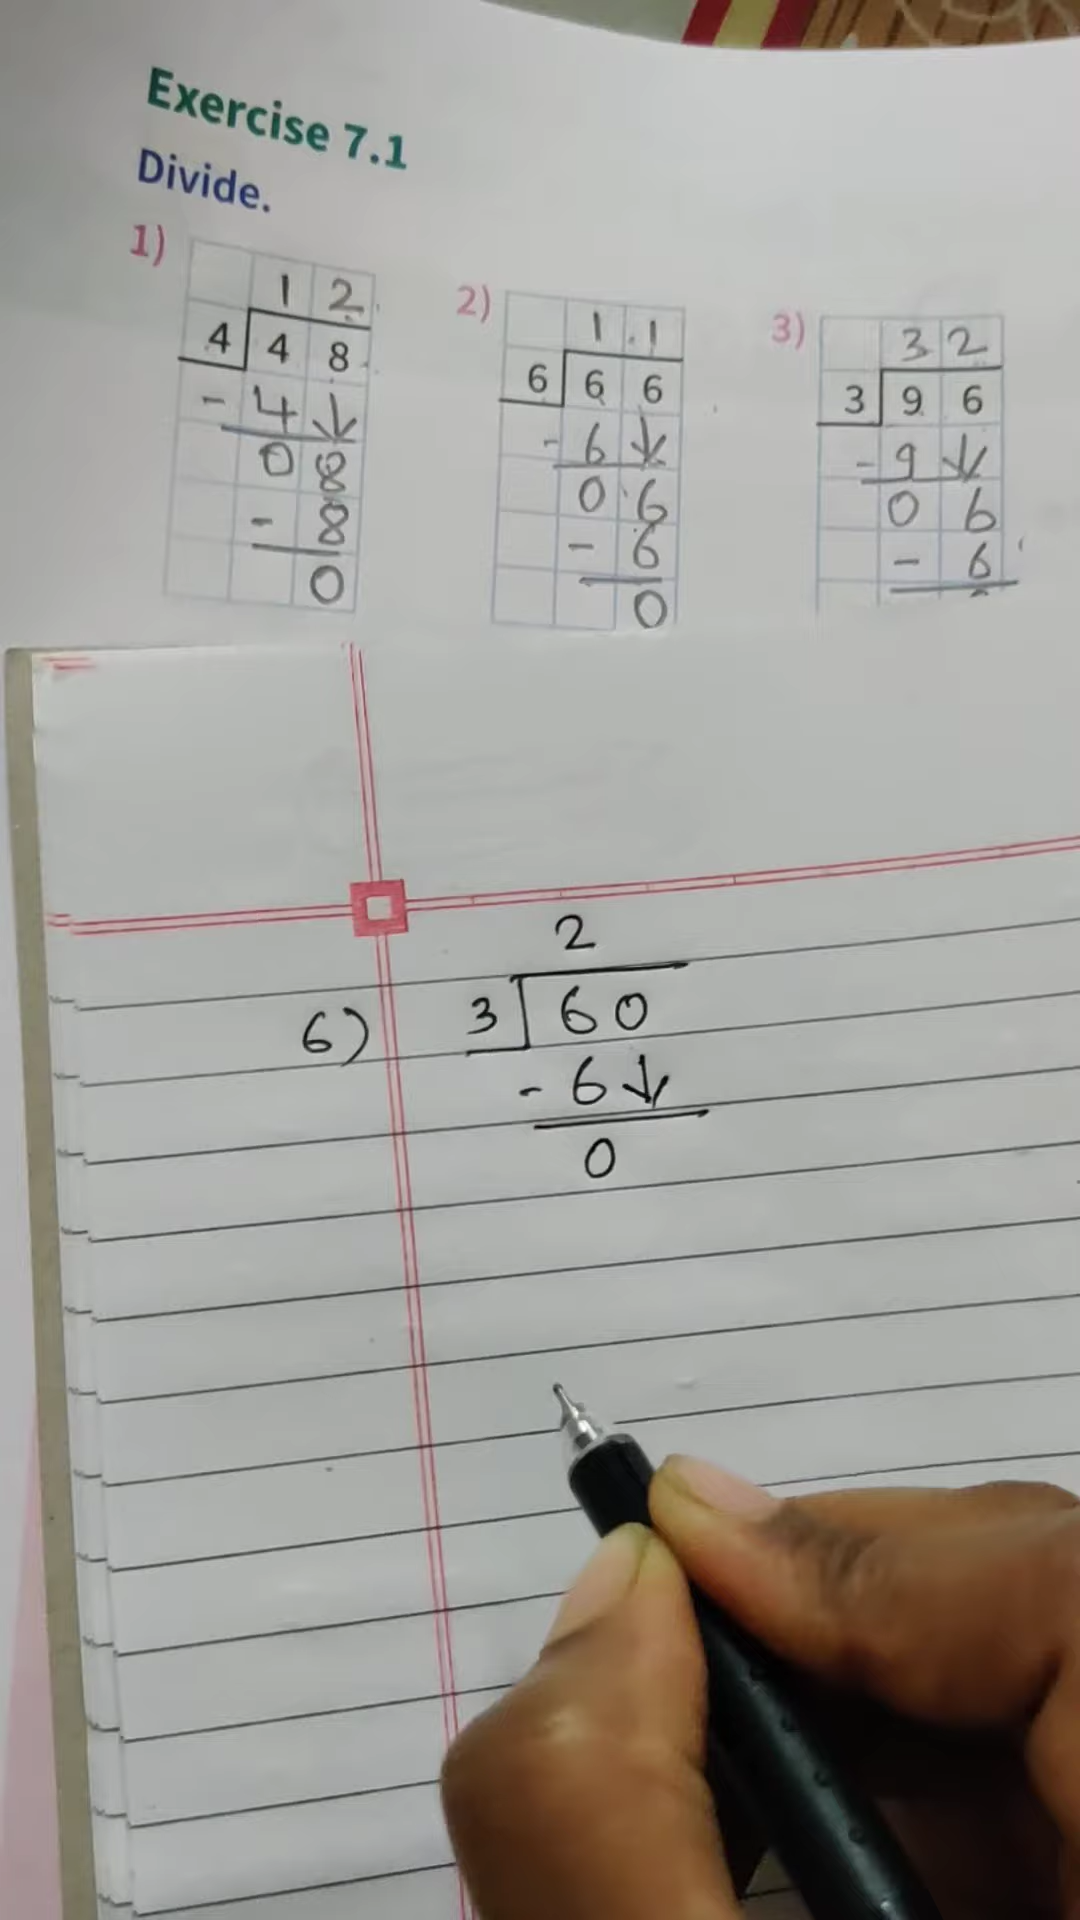 Exercise 7.1
Divide.
1) 2) 3)
1 2
4 4 8
- 4 ↓
0 8
- 8
0
1 1
6 6 6
- 6 ↓
0 6
- 6
0
3 2
3 9 6
- 9 ↓
0 6
- 6
2
6) 3 60
- 6 ↓
0